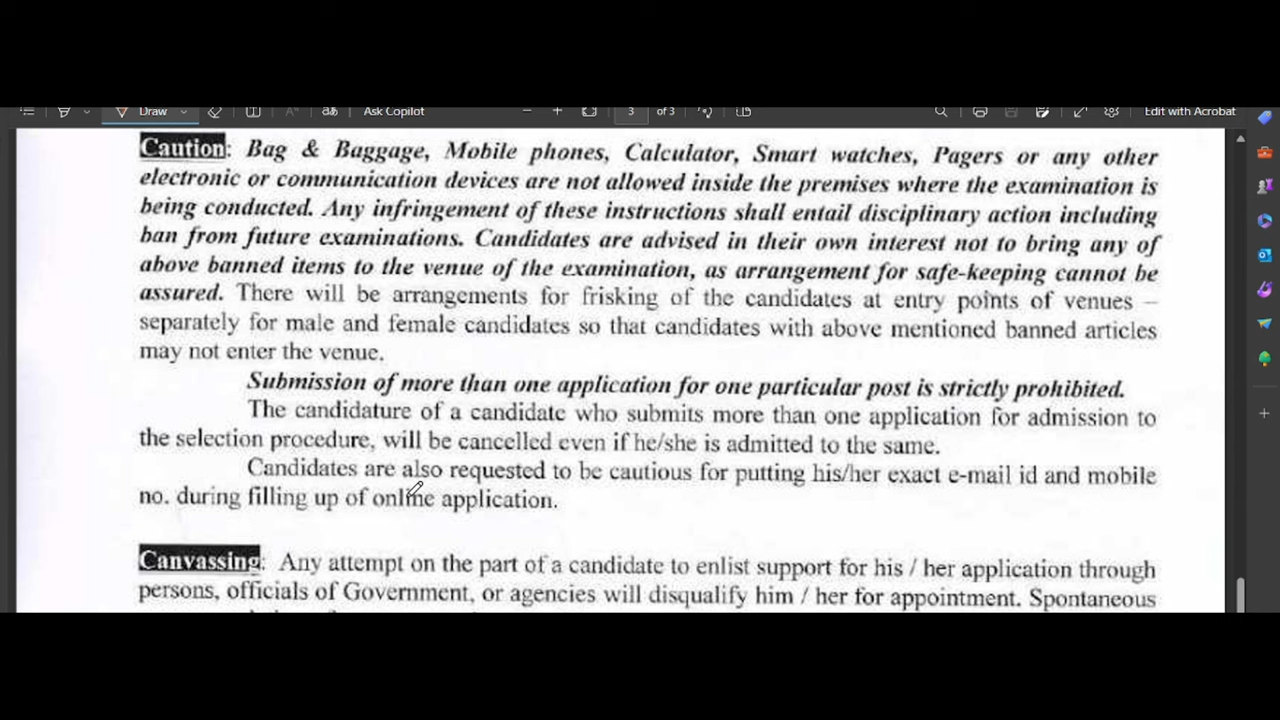 Draw
Ask Copilot
3 of 3
Edit with Acrobat
Caution: Bag & Baggage, Mobile phones, Calculator, Smart watches, Pagers or any other
electronic or communication devices are not allowed inside the premises where the examination is
being conducted. Any infringement of these instructions shall entail disciplinary action including
ban from future examinations. Candidates are advised in their own interest not to bring any of
above banned items to the venue of the examination, as arrangement for safe-keeping cannot be
assured. There will be arrangements for frisking of the candidates at entry points of venues –
separately for male and female candidates so that candidates with above mentioned banned articles
may not enter the venue.
Submission of more than one application for one particular post is strictly prohibited.
The candidature of a candidate who submits more than one application for admission to
the selection procedure, will be cancelled even if he/she is admitted to the same.
Candidates are also requested to be cautious for putting his/her exact e-mail id and mobile
no. during filling up of online application.
Canvassing: Any attempt on the part of a candidate to enlist support for his / her application through
persons, officials of Government, or agencies will disqualify him / her for appointment. Spontaneous